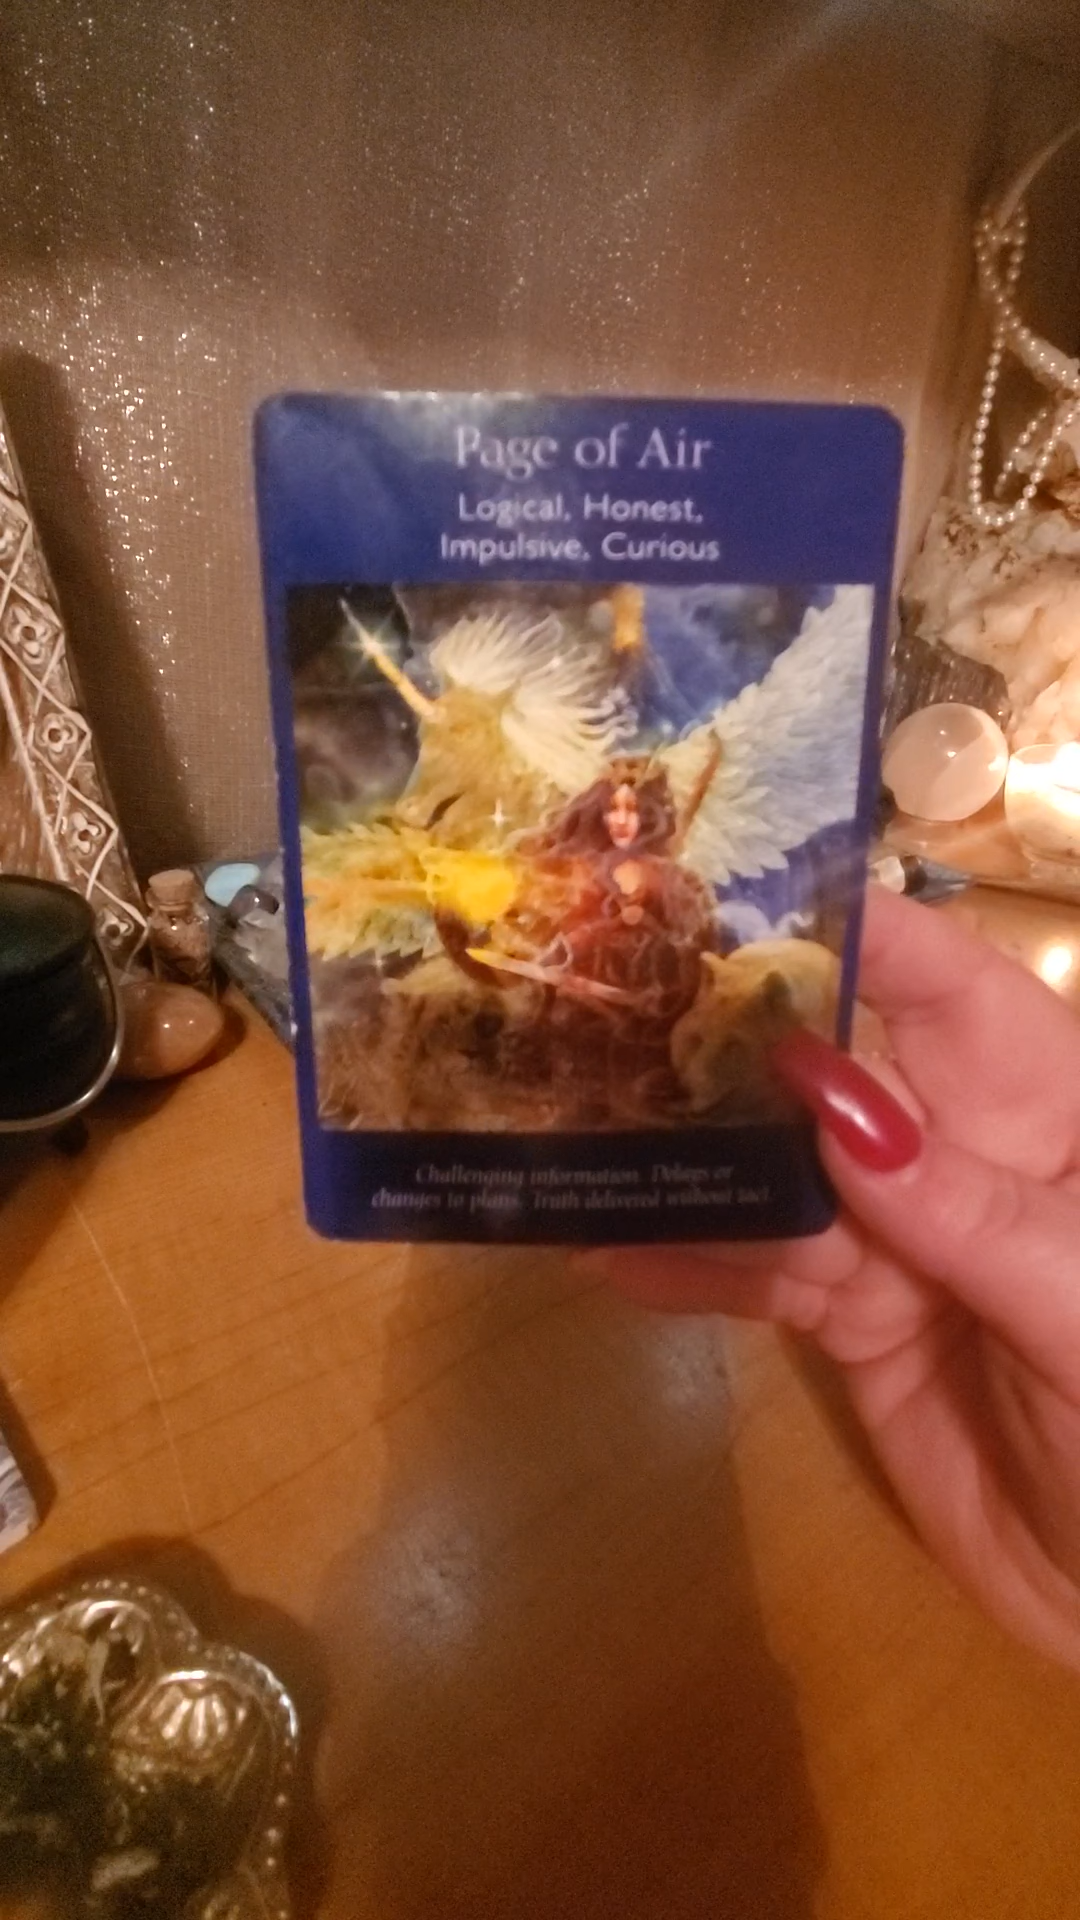 Page of Air
Logical, Honest,
Impulsive, Curious
Challenging information. Delays or
changes to plans. Truth delivered without tact.